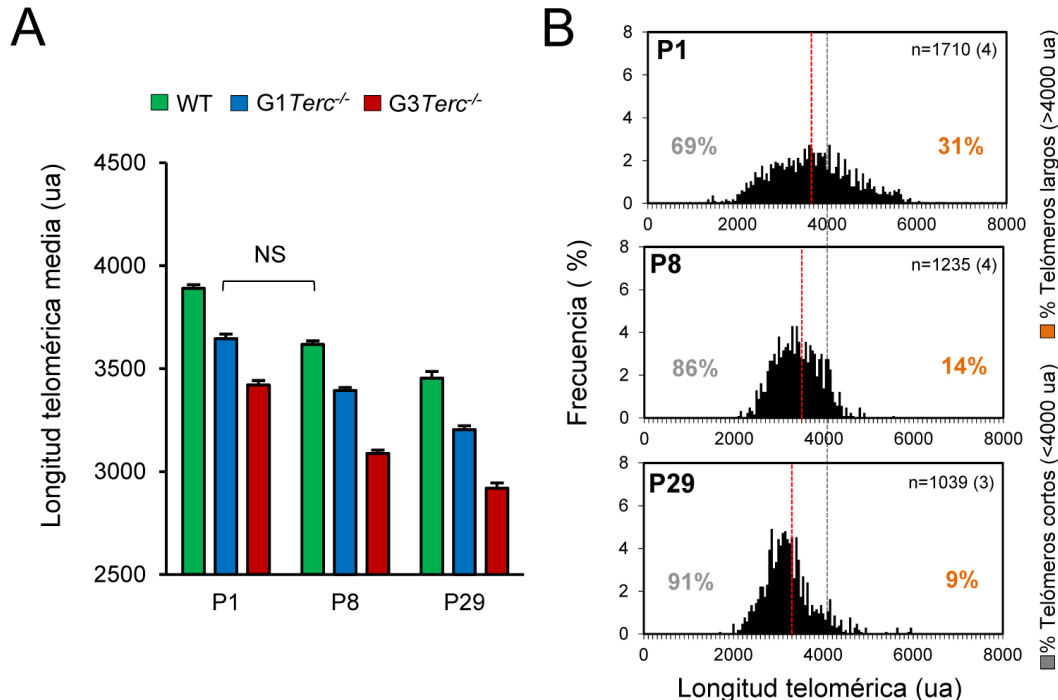 A
WT G1Terc-/- G3Terc-/-
Longitud telomérica media (ua)
4500
4000
3500
3000
2500
NS
P1 P8 P29
B
Frecuencia ( %)
P1
n=1710 (4)
69% 31%
8
6
4
2
0
0 2000 4000 6000 8000
P8
n=1235 (4)
86% 14%
8
6
4
2
0
0 2000 4000 6000 8000
P29
n=1039 (3)
91% 9%
8
6
4
2
0
0 2000 4000 6000 8000
Longitud telomérica (ua)
% Telómeros cortos (<4000 ua)
% Telómeros largos (>4000 ua)